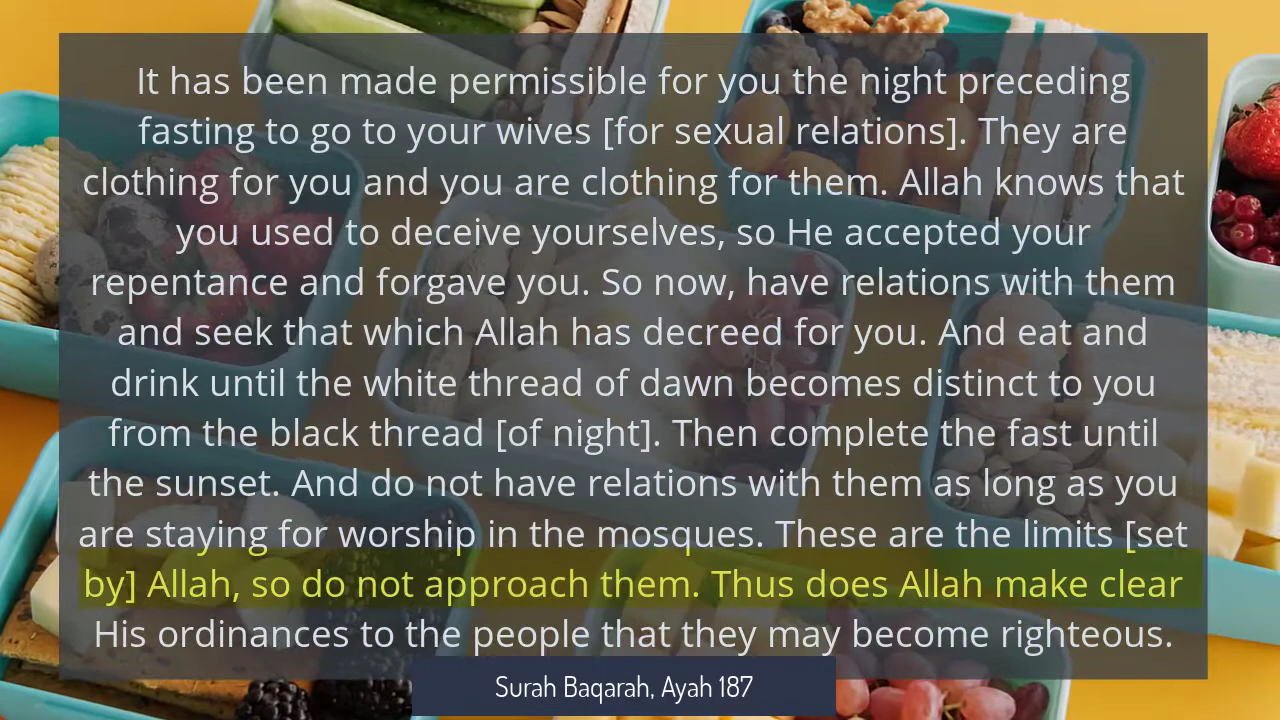 It has been made permissible for you the night preceding
fasting to go to your wives [for sexual relations]. They are
clothing for you and you are clothing for them. Allah knows that
you used to deceive yourselves, so He accepted your
repentance and forgave you. So now, have relations with them
and seek that which Allah has decreed for you. And eat and
drink until the white thread of dawn becomes distinct to you
from the black thread [of night]. Then complete the fast until
the sunset. And do not have relations with them as long as you
are staying for worship in the mosques. These are the limits [set
by] Allah, so do not approach them. Thus does Allah make clear
His ordinances to the people that they may become righteous.
Surah Baqarah, Ayah 187